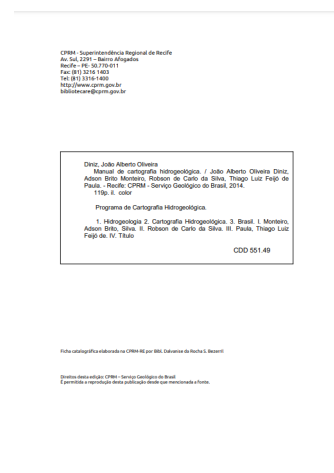 CPRM - Superintendência Regional de Recife
Av. Sul, 2291 – Bairro Afogados
Recife – PE- 50.770-011
Fax: (81) 3216 1403
Tel: (81) 3316-1400
http://www.cprm.gov.br
bibliotecare@cprm.gov.br
Diniz, João Alberto Oliveira
Manual de cartografia hidrogeológica. / João Alberto Oliveira Diniz,
Adson Brito Monteiro, Robson de Carlo da Silva, Thiago Luiz Feijó de
Paula. - Recife: CPRM - Serviço Geológico do Brasil, 2014.
119p. il. color
Programa de Cartografia Hidrogeológica.
1. Hidrogeologia 2. Cartografia Hidrogeológica. 3. Brasil. I. Monteiro,
Adson Brito, Silva. II. Robson de Carlo da Silva. III. Paula, Thiago Luiz
Feijó de. IV. Título
CDD 551.49
Ficha catalográfica elaborada na CPRM-RE por Bibl. Dalvanise da Rocha S. Bezerril
Direitos desta edição: CPRM – Serviço Geológico do Brasil
É permitida a reprodução desta publicação desde que mencionada a fonte.